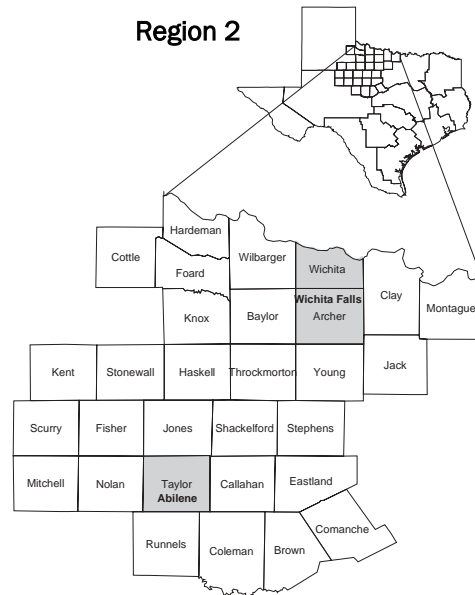 Region 2
Hardeman
Cottle
Wilbarger
Foard
Wichita
Wichita Falls
Clay
Montague
Knox
Baylor
Archer
Kent
Stonewall
Haskell
Throckmorton
Young
Jack
Scurry
Fisher
Jones
Shackelford
Stephens
Mitchell
Nolan
Taylor
Abilene
Callahan
Eastland
Runnels
Coleman
Brown
Comanche